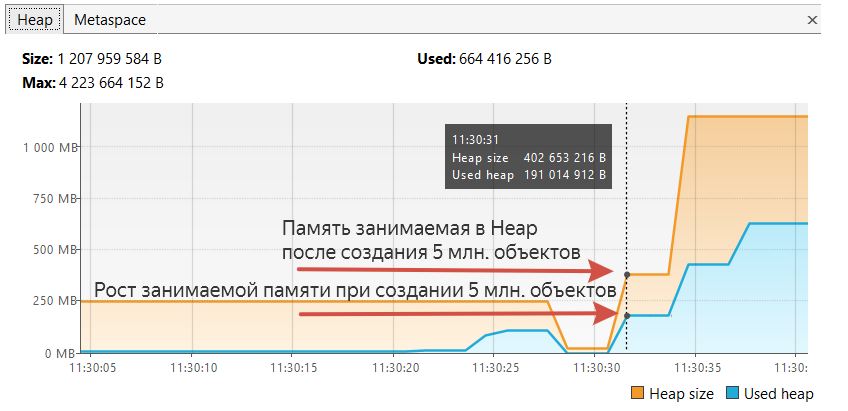 Heap Metaspace ×
Size: 1 207 959 584 B Used: 664 416 256 B
Max: 4 223 664 152 B
1 000 MB
11:30:31
Heap size 402 653 216 B
Used heap 191 014 912 B
750 MB
Память занимаемая в Heap
после создания 5 млн. объектов
500 MB
Рост занимаемой памяти при создании 5 млн. объектов
250 MB
0 MB
11:30:05 11:30:10 11:30:15 11:30:20 11:30:25 11:30:30 11:30:35 11:30:
Heap size Used heap